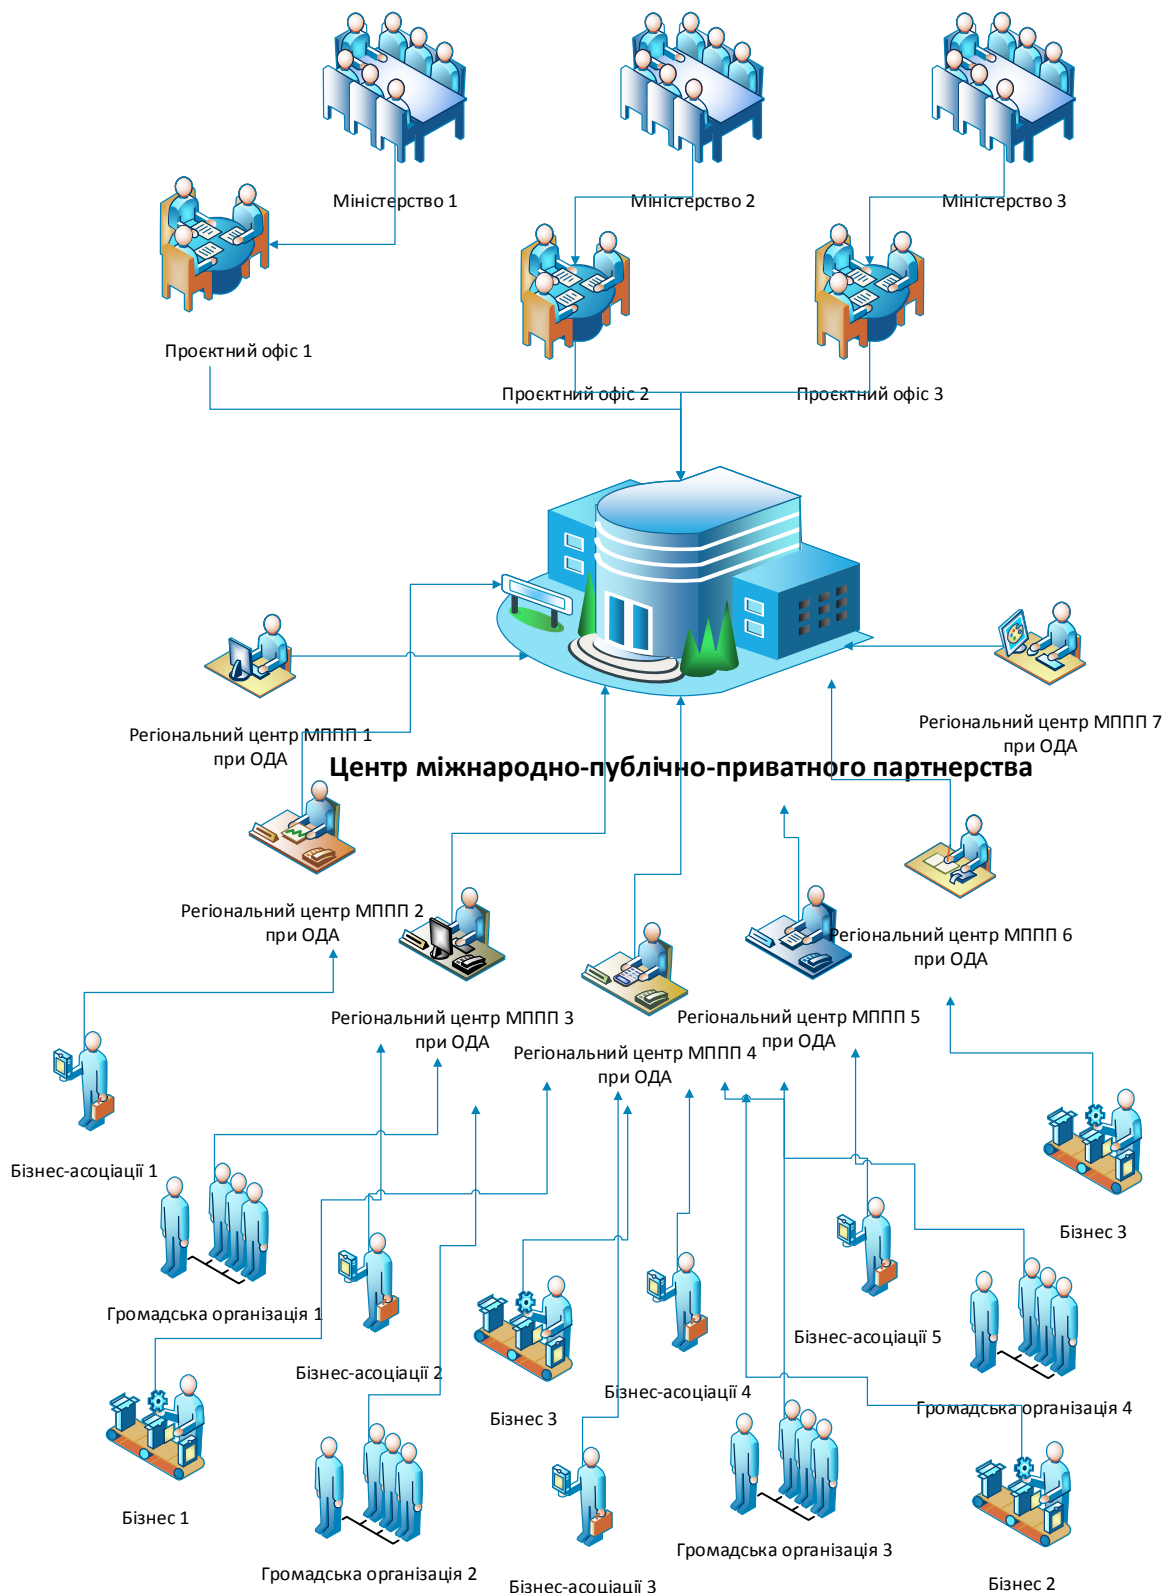 Міністерство 1
Міністерство 2
Міністерство 3
Проєктний офіс 1
Проєктний офіс 2
Проєктний офіс 3
Регіональний центр МППП 1
при ОДА
Регіональний центр МППП 7
при ОДА
Центр міжнародно-публічно-приватного партнерства
Регіональний центр МППП 2
при ОДА
Регіональний центр МППП 6
при ОДА
Регіональний центр МППП 3
при ОДА
Регіональний центр МППП 5
при ОДА
Регіональний центр МППП 4
при ОДА
Бізнес-асоціації 1
Бізнес 3
Громадська організація 1
Бізнес-асоціації 5
Бізнес-асоціації 2
Бізнес-асоціації 4
Громадська організація 4
Бізнес 3
Бізнес 1
Громадська організація 3
Громадська організація 2
Бізнес-асоціації 3
Бізнес 2